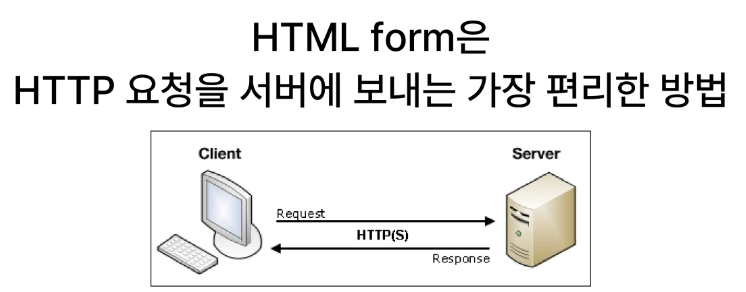 HTML form은
HTTP 요청을 서버에 보내는 가장 편리한 방법
Client
Server
Request
HTTP(S)
Response